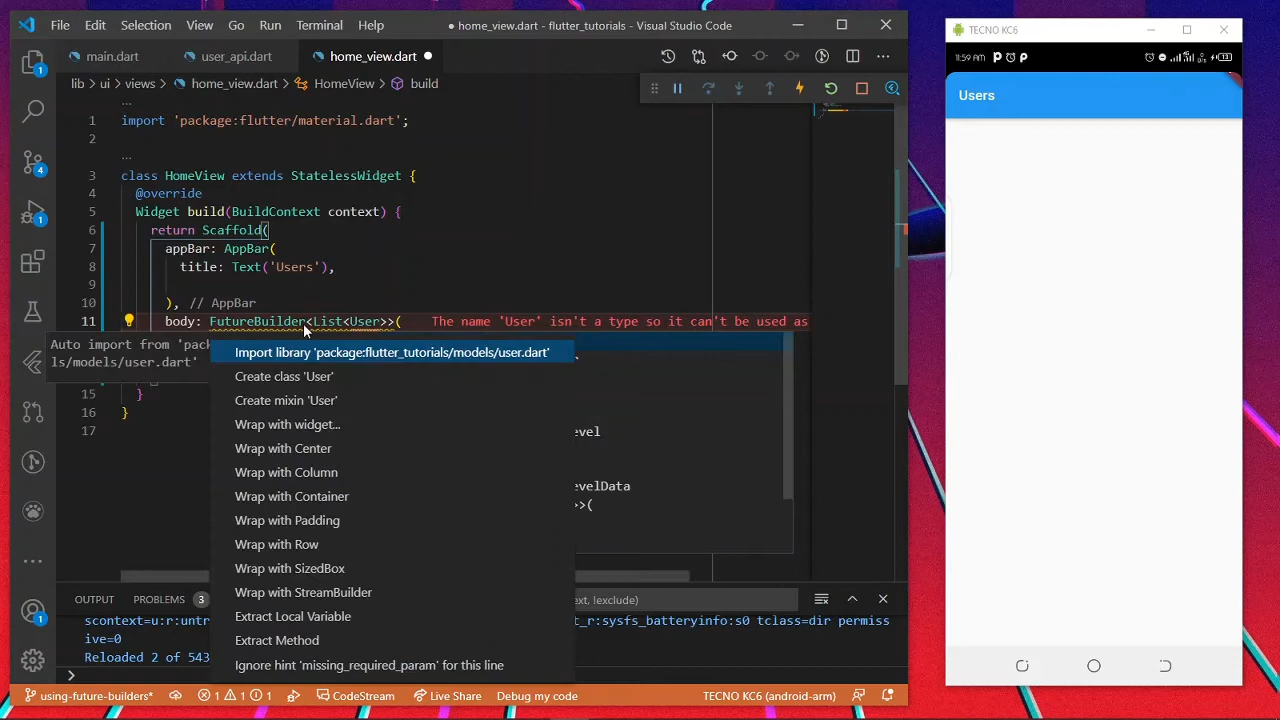 File Edit Selection View Go Run Terminal Help
● home_view.dart - flutter_tutorials - Visual Studio Code
main.dart user_api.dart home_view.dart ●
lib > ui > views > home_view.dart > HomeView > build
...
1 import 'package:flutter/material.dart';
2
...
3 class HomeView extends StatelessWidget {
4 @override
5 Widget build(BuildContext context) {
6 return Scaffold(
7 appBar: AppBar(
8 title: Text('Users'),
9
10 ), // AppBar
11 body: FutureBuilder<List<User>>( The name 'User' isn't a type so it can't be used as
Auto import from 'pack
ls/models/user.dart'
Import library 'package:flutter_tutorials/models/user.dart'
Create class 'User'
Create mixin 'User'
Wrap with widget...
Wrap with Center
Wrap with Column
Wrap with Container
Wrap with Padding
Wrap with Row
Wrap with SizedBox
Wrap with StreamBuilder
Extract Local Variable
Extract Method
Ignore hint 'missing_required_param' for this line
evel
evelData
>>(
15 }
16 }
17
OUTPUT PROBLEMS 3
ext, !exclude)
scontext=u:r:untr
t_r:sysfs_batteryinfo:s0 tclass=dir permiss
ive=0
Reloaded 2 of 543
>
using-future-builders* 1 1 1 CodeStream Live Share Debug my code TECNO KC6 (android-arm)
1
4
1
1
TECNO KC6
11:59 AM
13
Users